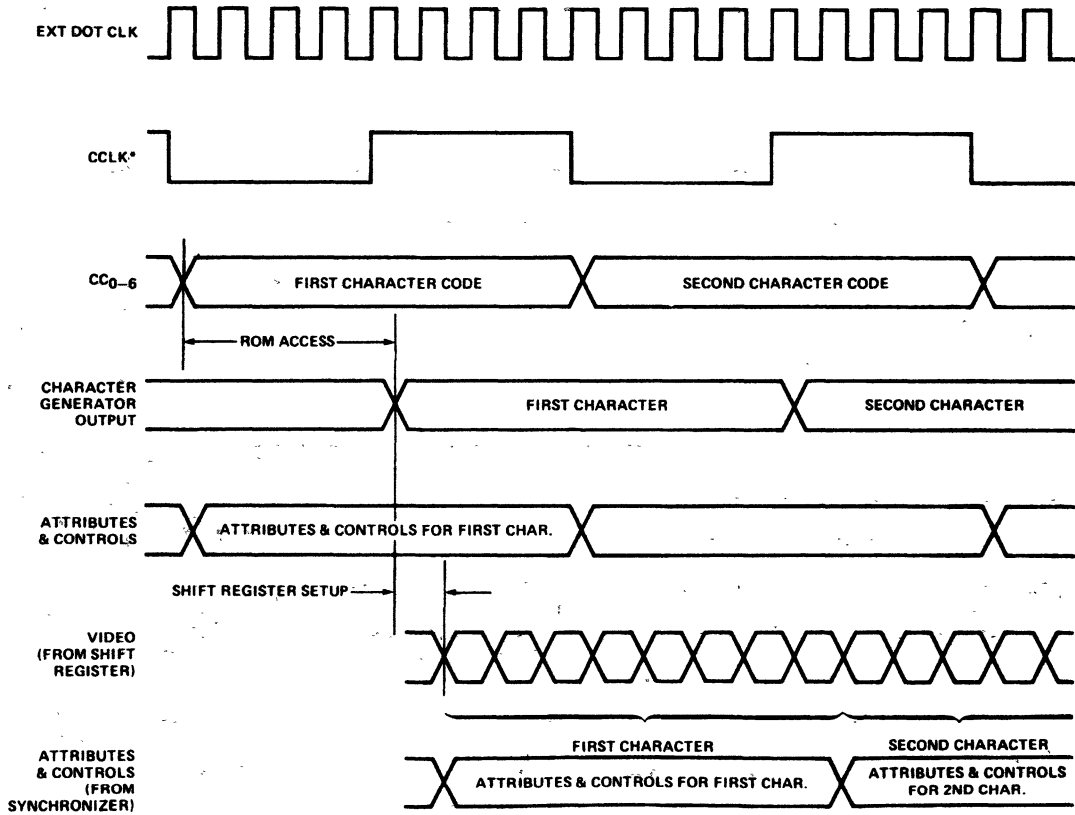 EXT DOT CLK
CCLK*
CC0–6
FIRST CHARACTER CODE
SECOND CHARACTER CODE
ROM ACCESS
CHARACTER
GENERATOR
OUTPUT
FIRST CHARACTER
SECOND CHARACTER
ATTRIBUTES
& CONTROLS
ATTRIBUTES & CONTROLS FOR FIRST CHAR.
SHIFT REGISTER SETUP
VIDEO
(FROM SHIFT
REGISTER)
FIRST CHARACTER
SECOND CHARACTER
ATTRIBUTES
& CONTROLS
(FROM
SYNCHRONIZER)
ATTRIBUTES & CONTROLS FOR FIRST CHAR.
ATTRIBUTES & CONTROLS
FOR 2ND CHAR.